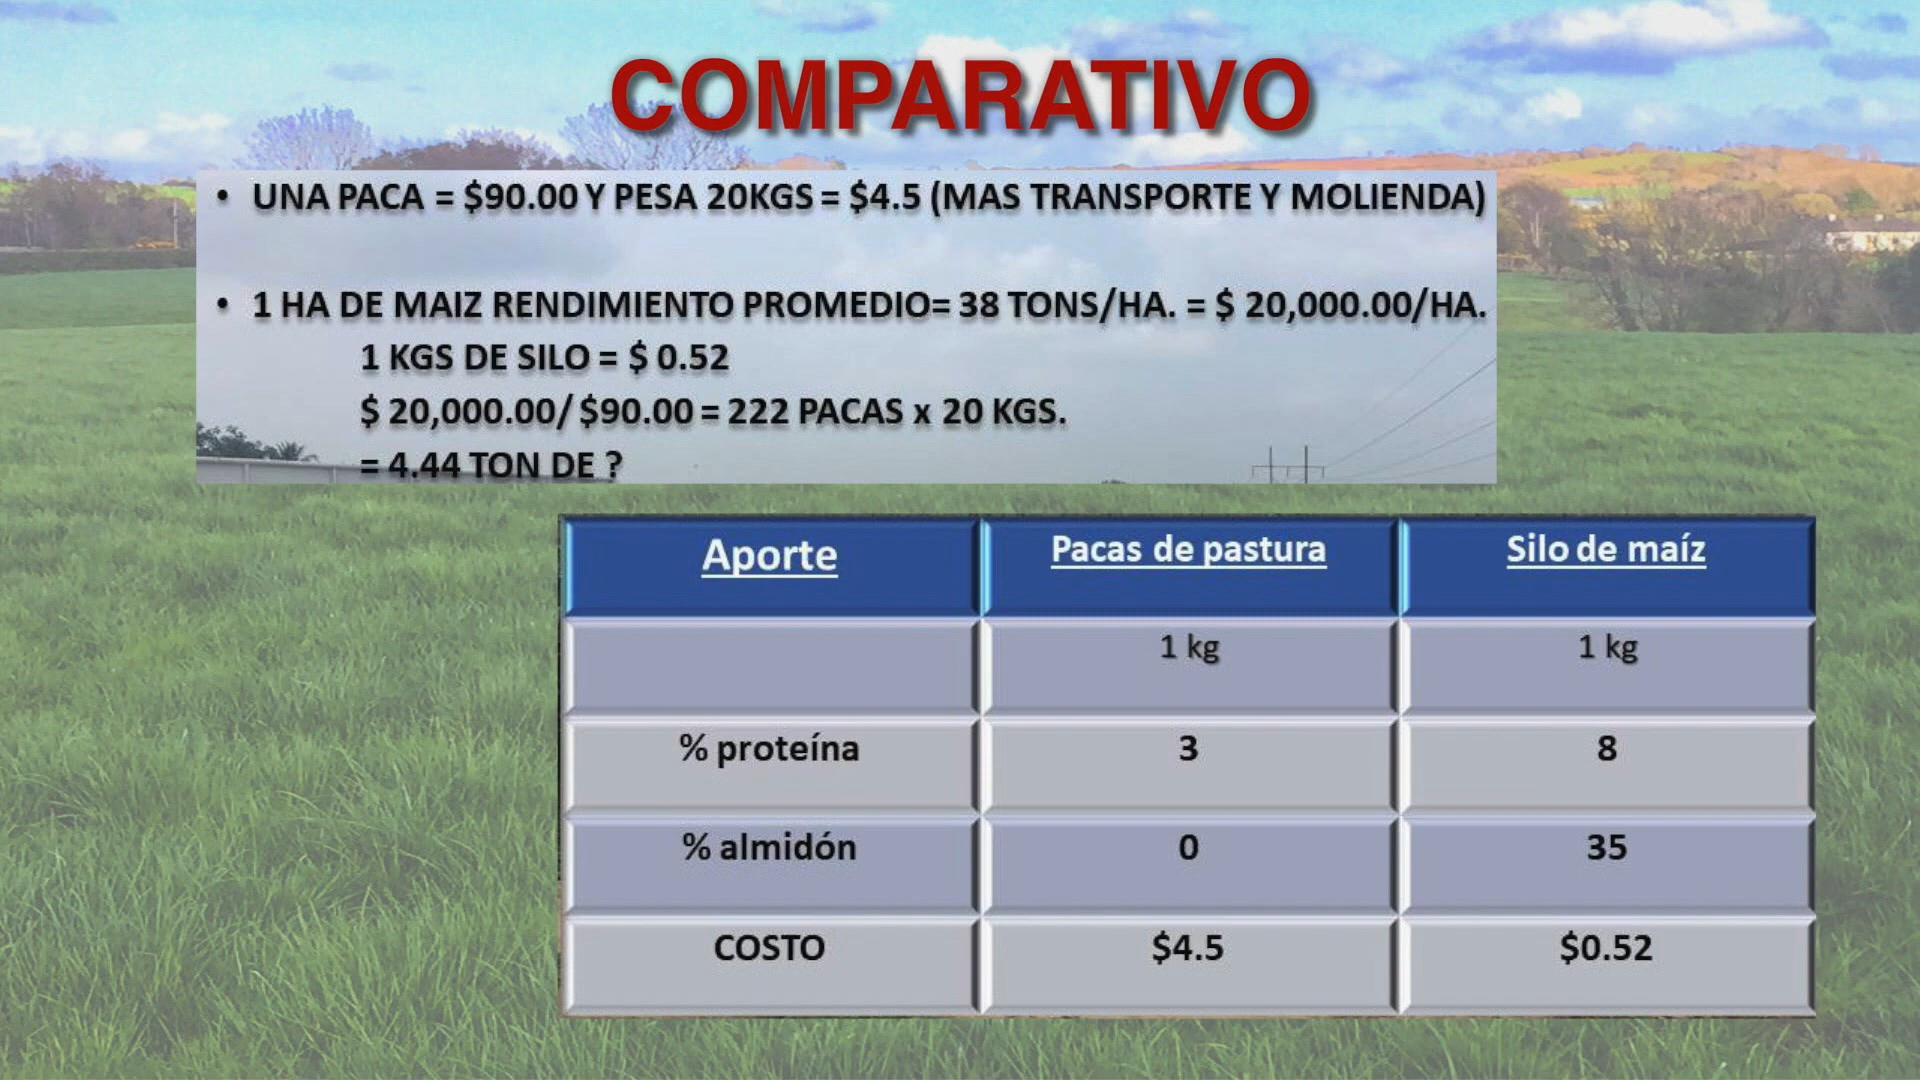 COMPARATIVO
• UNA PACA = $90.00 Y PESA 20KGS = $4.5 (MAS TRANSPORTE Y MOLIENDA)
• 1 HA DE MAIZ RENDIMIENTO PROMEDIO= 38 TONS/HA. = $ 20,000.00/HA.
1 KGS DE SILO = $ 0.52
$ 20,000.00/ $90.00 = 222 PACAS x 20 KGS.
= 4.44 TON DE ?
Aporte Pacas de pastura Silo de maíz
1 kg 1 kg
% proteína 3 8
% almidón 0 35
COSTO $4.5 $0.52